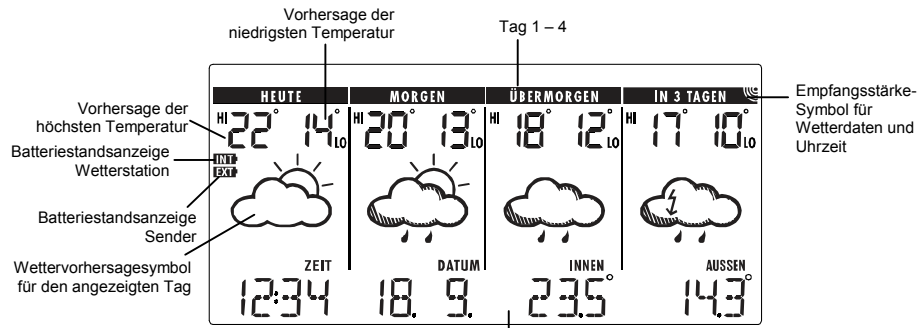 Vorhersage der
niedrigsten Temperatur
Tag 1 – 4
HEUTE MORGEN ÜBERMORGEN IN 3 TAGEN
Empfangsstärke-
Symbol für
Wetterdaten und
Uhrzeit
Vorhersage der
höchsten Temperatur
HI 22° 14° LO HI 20° 13° LO HI 18° 12° LO HI 17° 10° LO
Batteriestandsanzeige
Wetterstation
INT
EXT
Batteriestandsanzeige
Sender
Wettervorhersagesymbol
für den angezeigten Tag
ZEIT DATUM INNEN AUSSEN
12:34 18. 9. 23.5° 14.3°